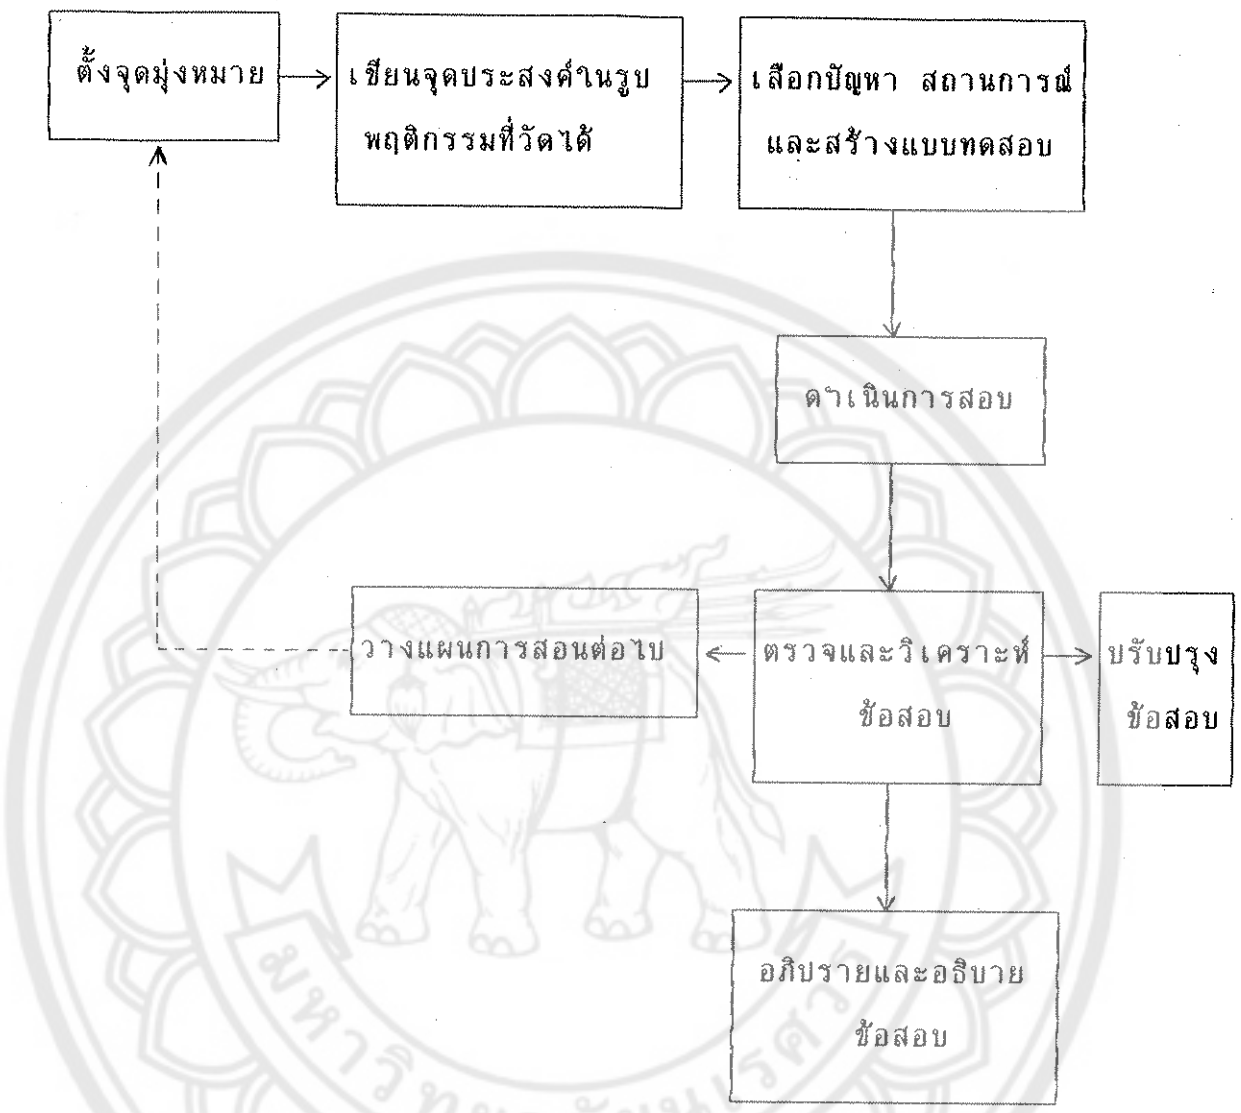 ตั้งจุดมุ่งหมาย
เขียนจุดประสงค์ในรูป
พฤติกรรมที่วัดได้
เลือกปัญหา สถานการณ์
และสร้างแบบทดสอบ
ดำเนินการสอบ
วางแผนการสอนต่อไป
ตรวจและวิเคราะห์
ข้อสอบ
ปรับปรุง
ข้อสอบ
อภิปรายและอธิบาย
ข้อสอบ